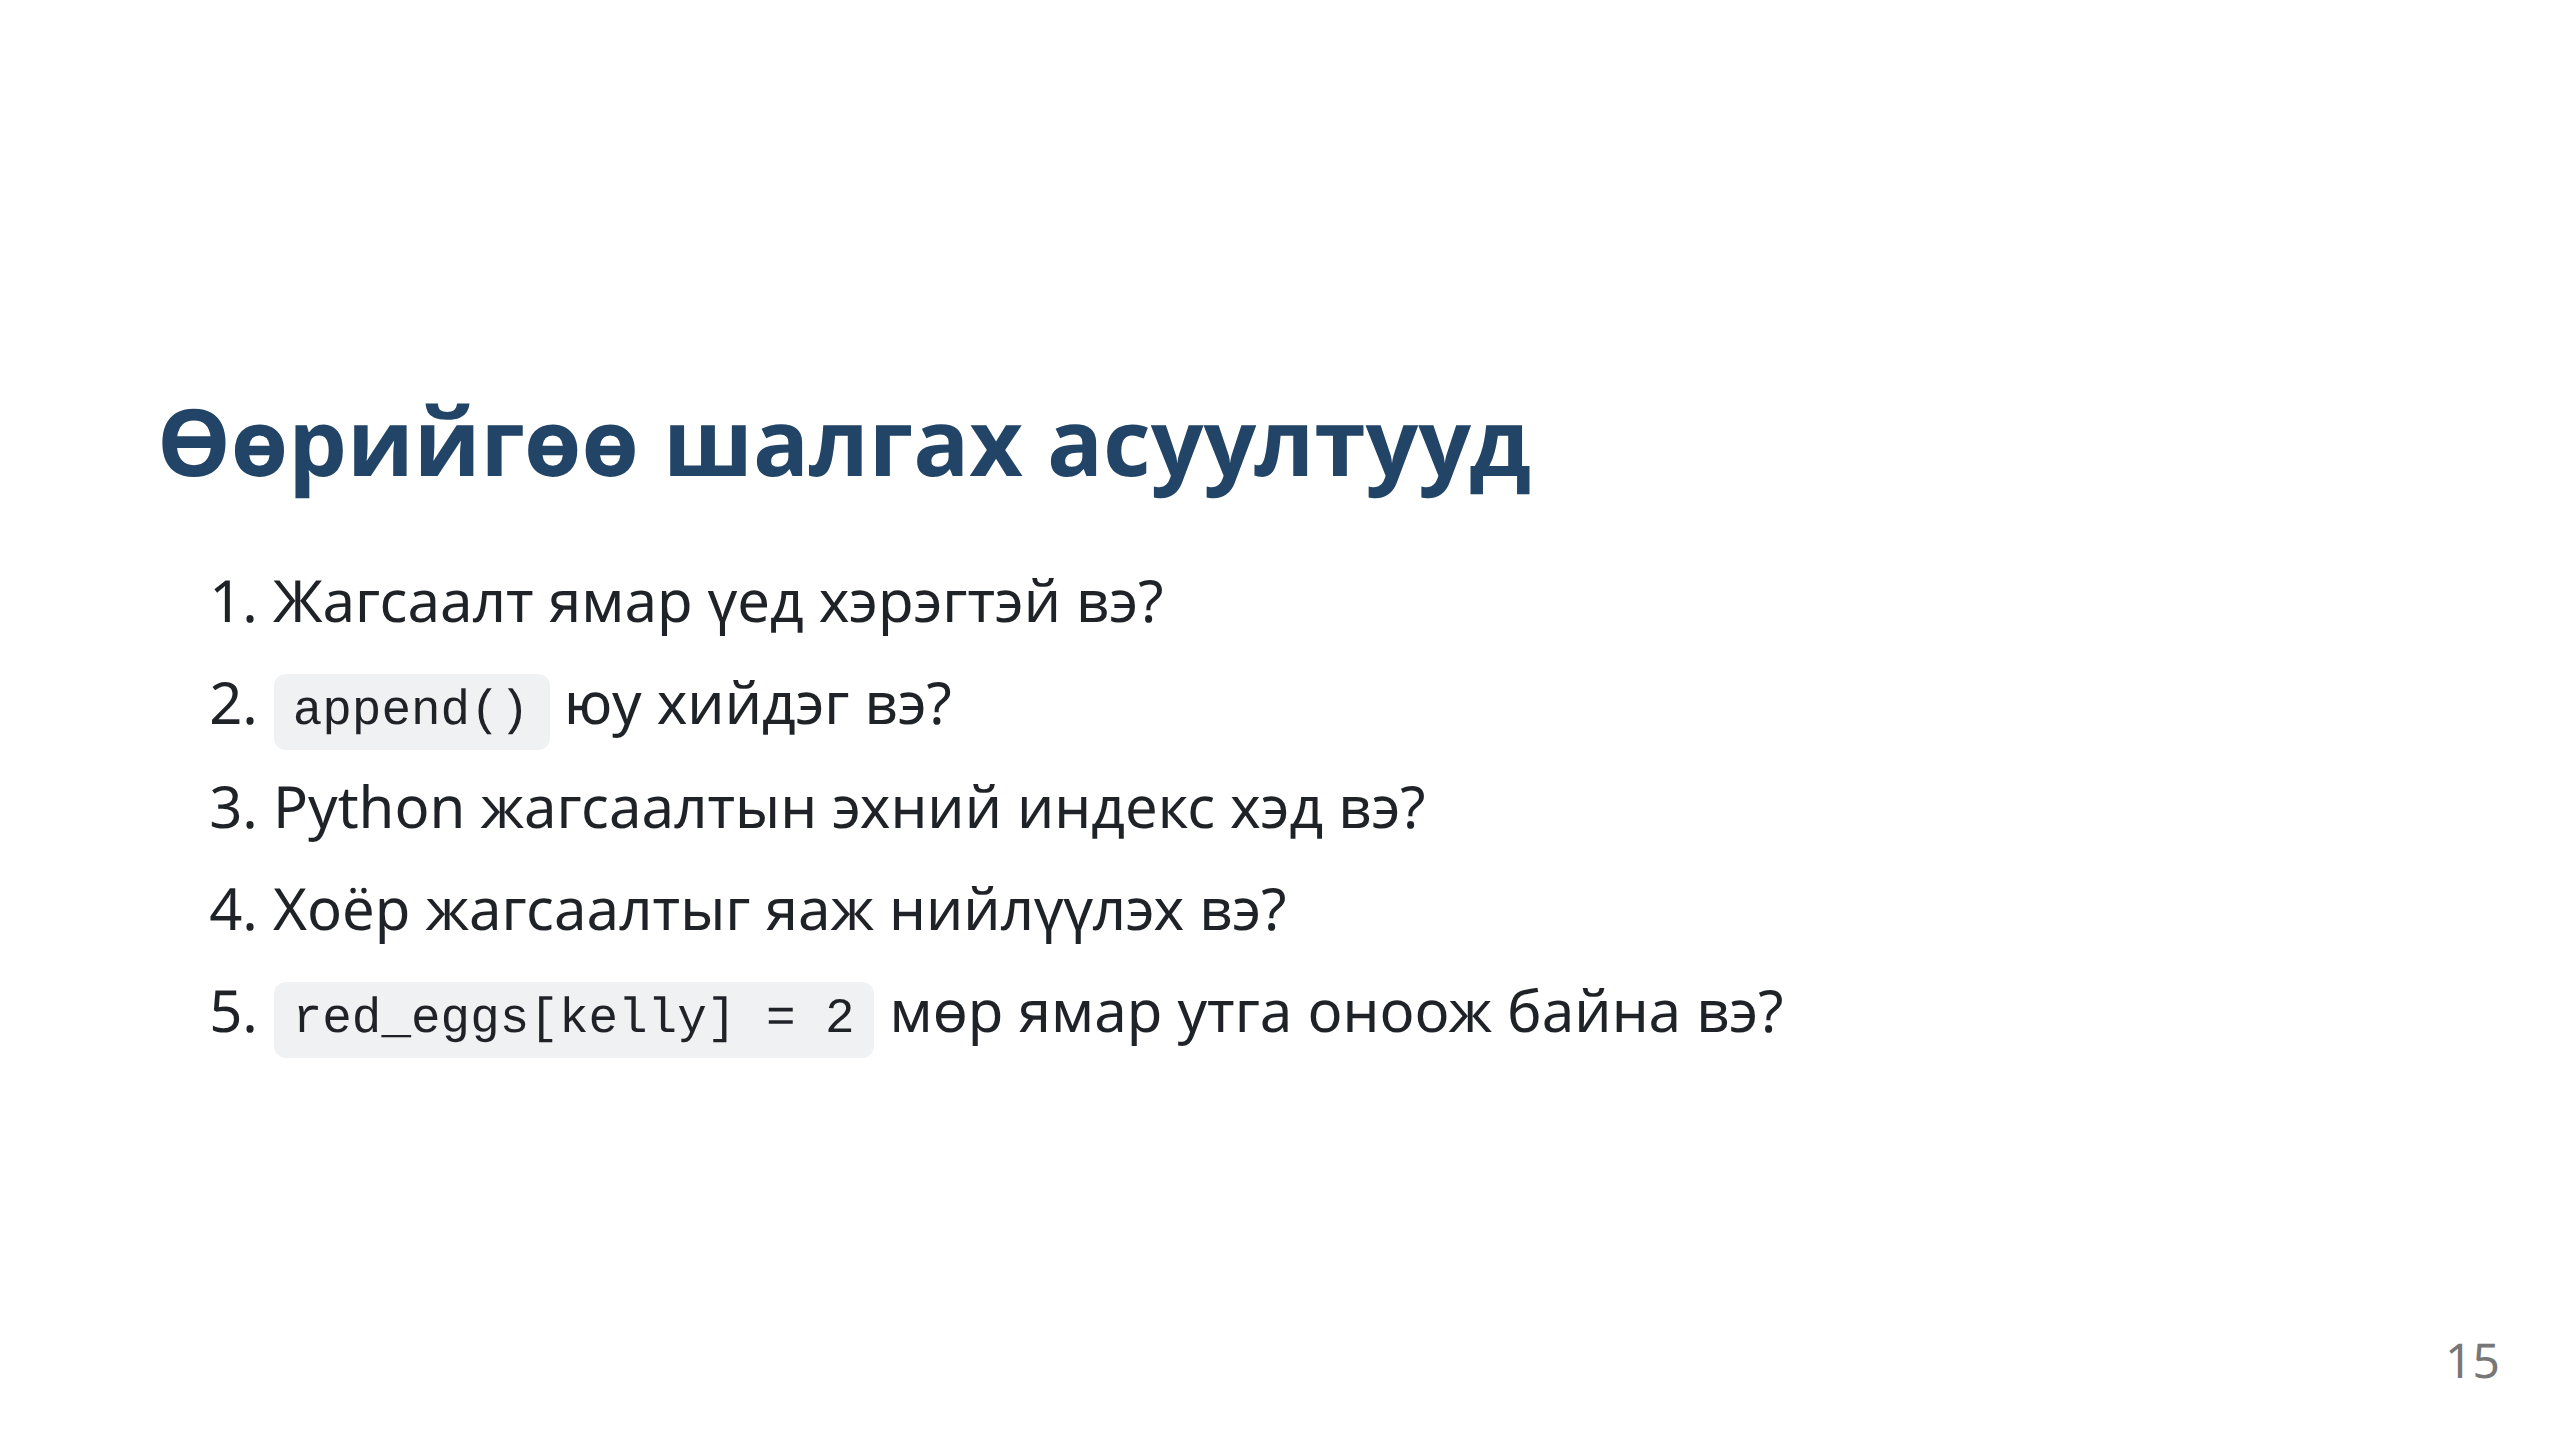 Өөрийгөө шалгах асуултууд
1. Жагсаалт ямар үед хэрэгтэй вэ?
2. append() юу хийдэг вэ?
3. Python жагсаалтын эхний индекс хэд вэ?
4. Хоёр жагсаалтыг яаж нийлүүлэх вэ?
5. red_eggs[kelly] = 2 мөр ямар утга оноож байна вэ?
15